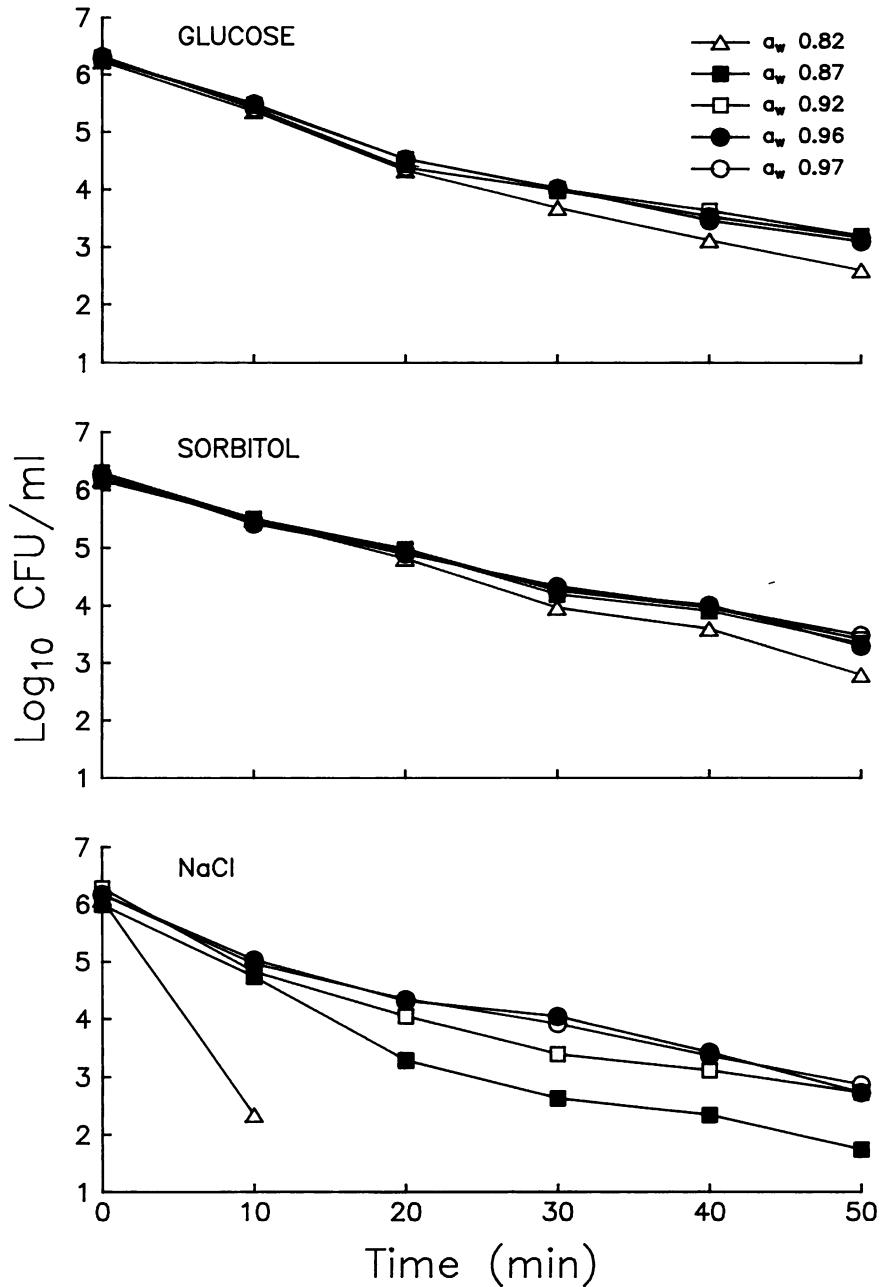 GLUCOSE
a_w 0.82
a_w 0.87
a_w 0.92
a_w 0.96
a_w 0.97
7
6
5
4
3
2
1
SORBITOL
7
6
5
4
3
2
1
Log10 CFU/ml
NaCl
7
6
5
4
3
2
1
0 10 20 30 40 50
Time (min)